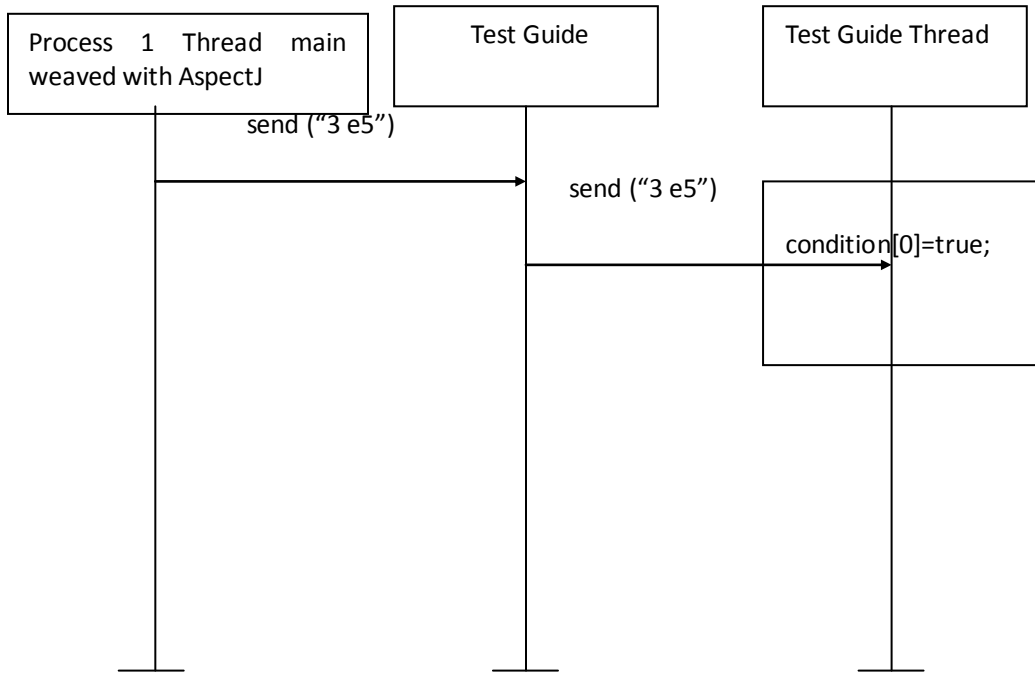 Process 1 Thread main
weaved with AspectJ
Test Guide
Test Guide Thread
send (“3 e5”)
send (“3 e5”)
condition[0]=true;